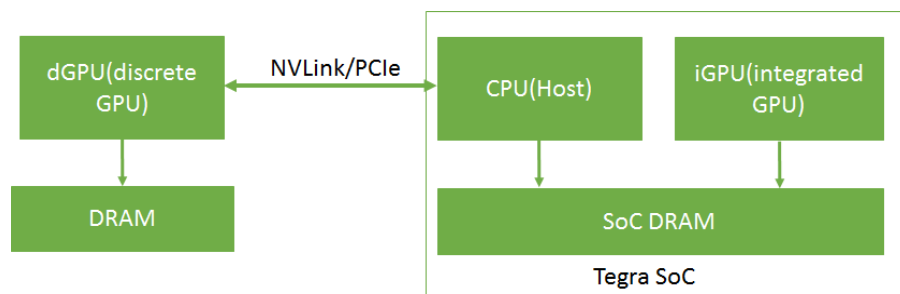 dGPU(discrete
GPU)
NVLink/PCIe
CPU(Host)
iGPU(integrated
GPU)
DRAM
SoC DRAM
Tegra SoC